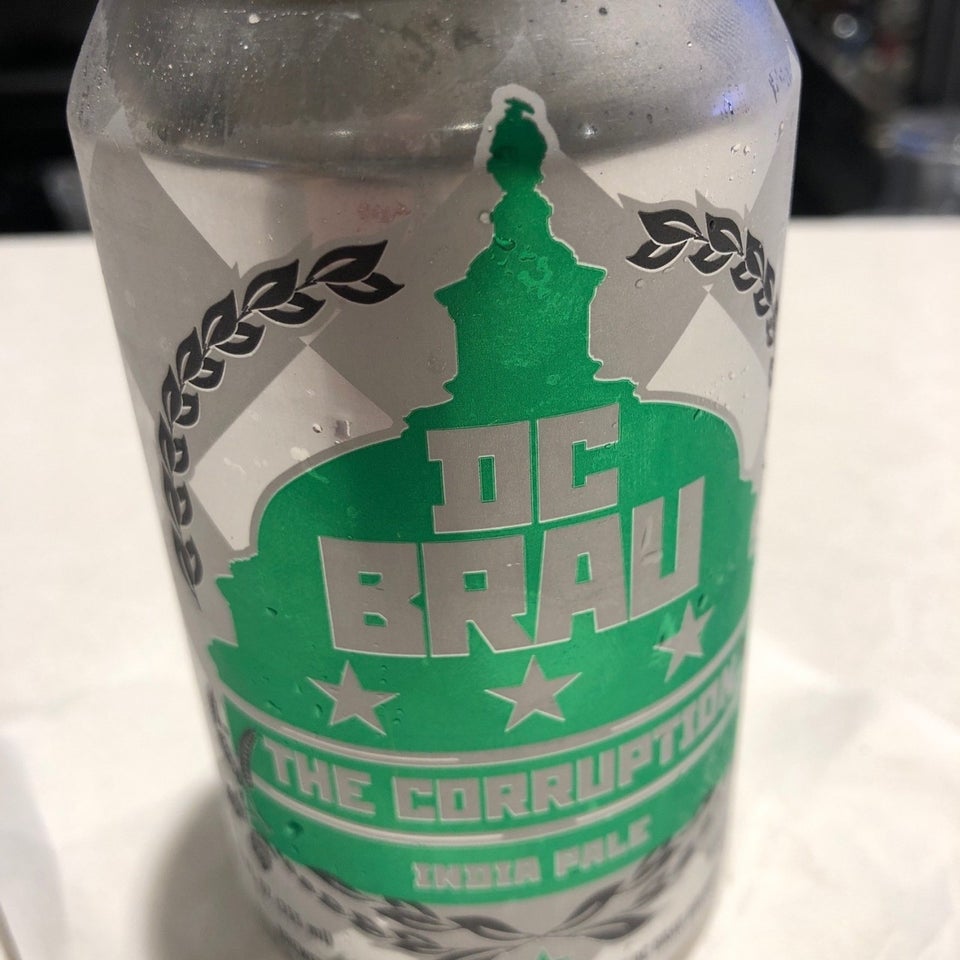 DC
BRAU
THE CORRUPTION
INDIA PALE